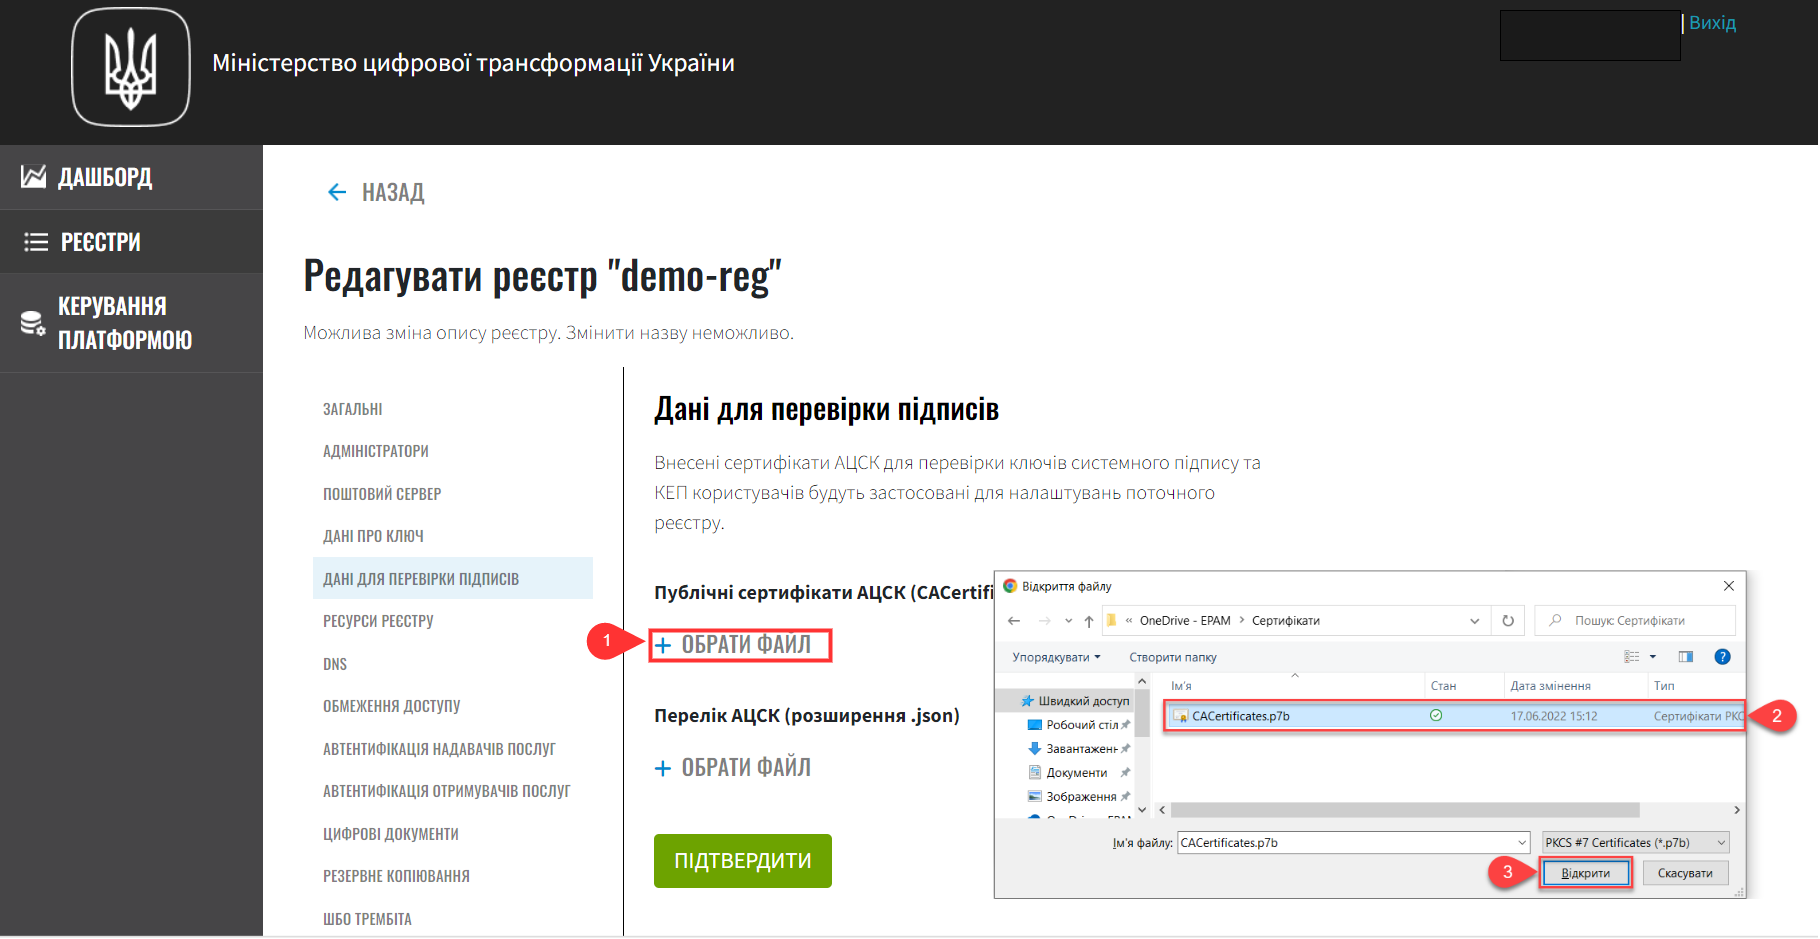 Міністерство цифрової трансформації України
Вихід
ДАШБОРД
РЕЄСТРИ
КЕРУВАННЯ
ПЛАТФОРМОЮ
НАЗАД
Редагувати реєстр "demo-reg"
Можлива зміна опису реєстру. Змінити назву неможливо.
ЗАГАЛЬНІ
АДМІНІСТРАТОРИ
ПОШТОВИЙ СЕРВЕР
ДАНІ ПРО КЛЮЧ
ДАНІ ДЛЯ ПЕРЕВІРКИ ПІДПИСІВ
РЕСУРСИ РЕЄСТРУ
DNS
ОБМЕЖЕННЯ ДОСТУПУ
АВТЕНТИФІКАЦІЯ НАДАВАЧІВ ПОСЛУГ
АВТЕНТИФІКАЦІЯ ОТРИМУВАЧІВ ПОСЛУГ
ЦИФРОВІ ДОКУМЕНТИ
РЕЗЕРВНЕ КОПІЮВАННЯ
ШБО ТРЕМБІТА
Дані для перевірки підписів
Внесені сертифікати АЦСК для перевірки ключів системного підпису та
КЕП користувачів будуть застосовані для налаштувань поточного
реєстру.
Публічні сертифікати АЦСК (CACertifi
1
+ ОБРАТИ ФАЙЛ
Перелік АЦСК (розширення .json)
+ ОБРАТИ ФАЙЛ
ПІДТВЕРДИТИ
Відкриття файлу
« OneDrive - EPAM > Сертифікати
Пошук: Сертифікати
Упорядкувати
Створити папку
?
Ім'я Стан Дата змінення Тип
Швидкий доступ
Робочий стіл
Завантаженн
Документи
Зображення
CACertificates.p7b 17.06.2022 15:12 Сертифікати РКС
2
Ім'я файлу: CACertificates.p7b PKCS #7 Certificates (*.p7b)
3
Відкрити Скасувати